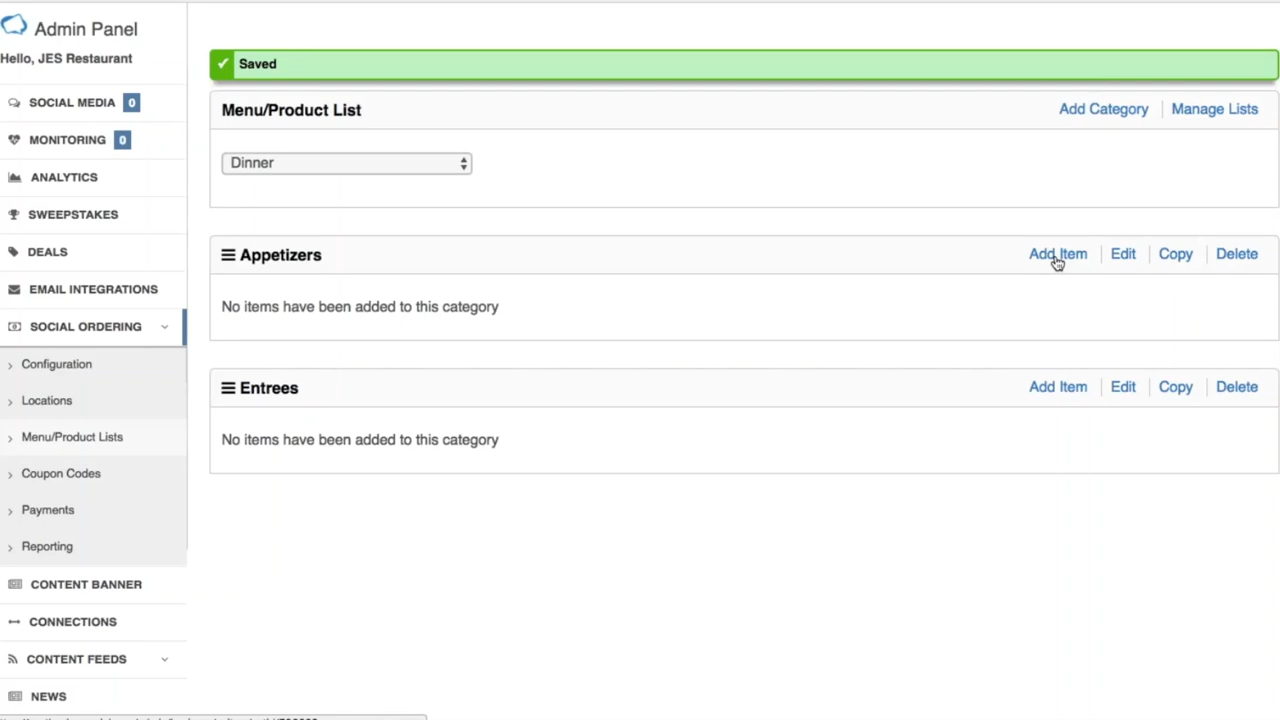 Admin Panel
Hello, JES Restaurant
SOCIAL MEDIA 0
MONITORING 0
ANALYTICS
SWEEPSTAKES
DEALS
EMAIL INTEGRATIONS
SOCIAL ORDERING
Configuration
Locations
Menu/Product Lists
Coupon Codes
Payments
Reporting
CONTENT BANNER
CONNECTIONS
CONTENT FEEDS
NEWS
Saved
Menu/Product List Add Category Manage Lists
Dinner
Appetizers Add Item Edit Copy Delete
No items have been added to this category
Entrees Add Item Edit Copy Delete
No items have been added to this category